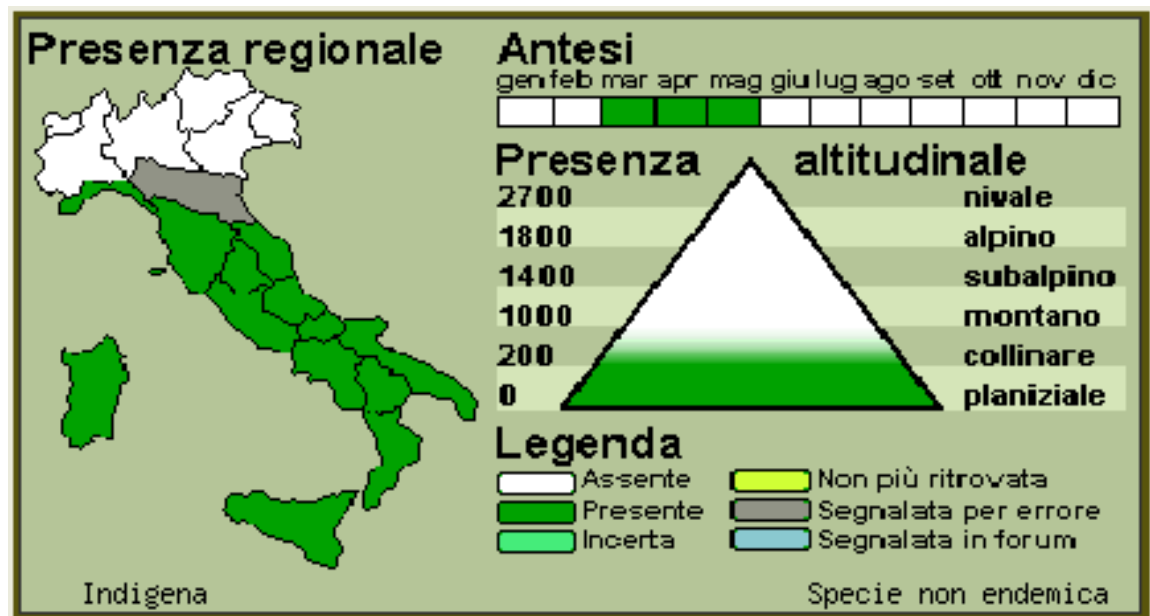 Presenza regionale
Antesi
gen feb mar apr mag giu lug ago set ott nov dic
Presenza altitudinale
2700 nivale
1800 alpino
1400 subalpino
1000 montano
200 collinare
0 planiziale
Legenda
Assente Non più ritrovata
Presente Segnalata per errore
Incerta Segnalata in forum
Indigena Specie non endemica